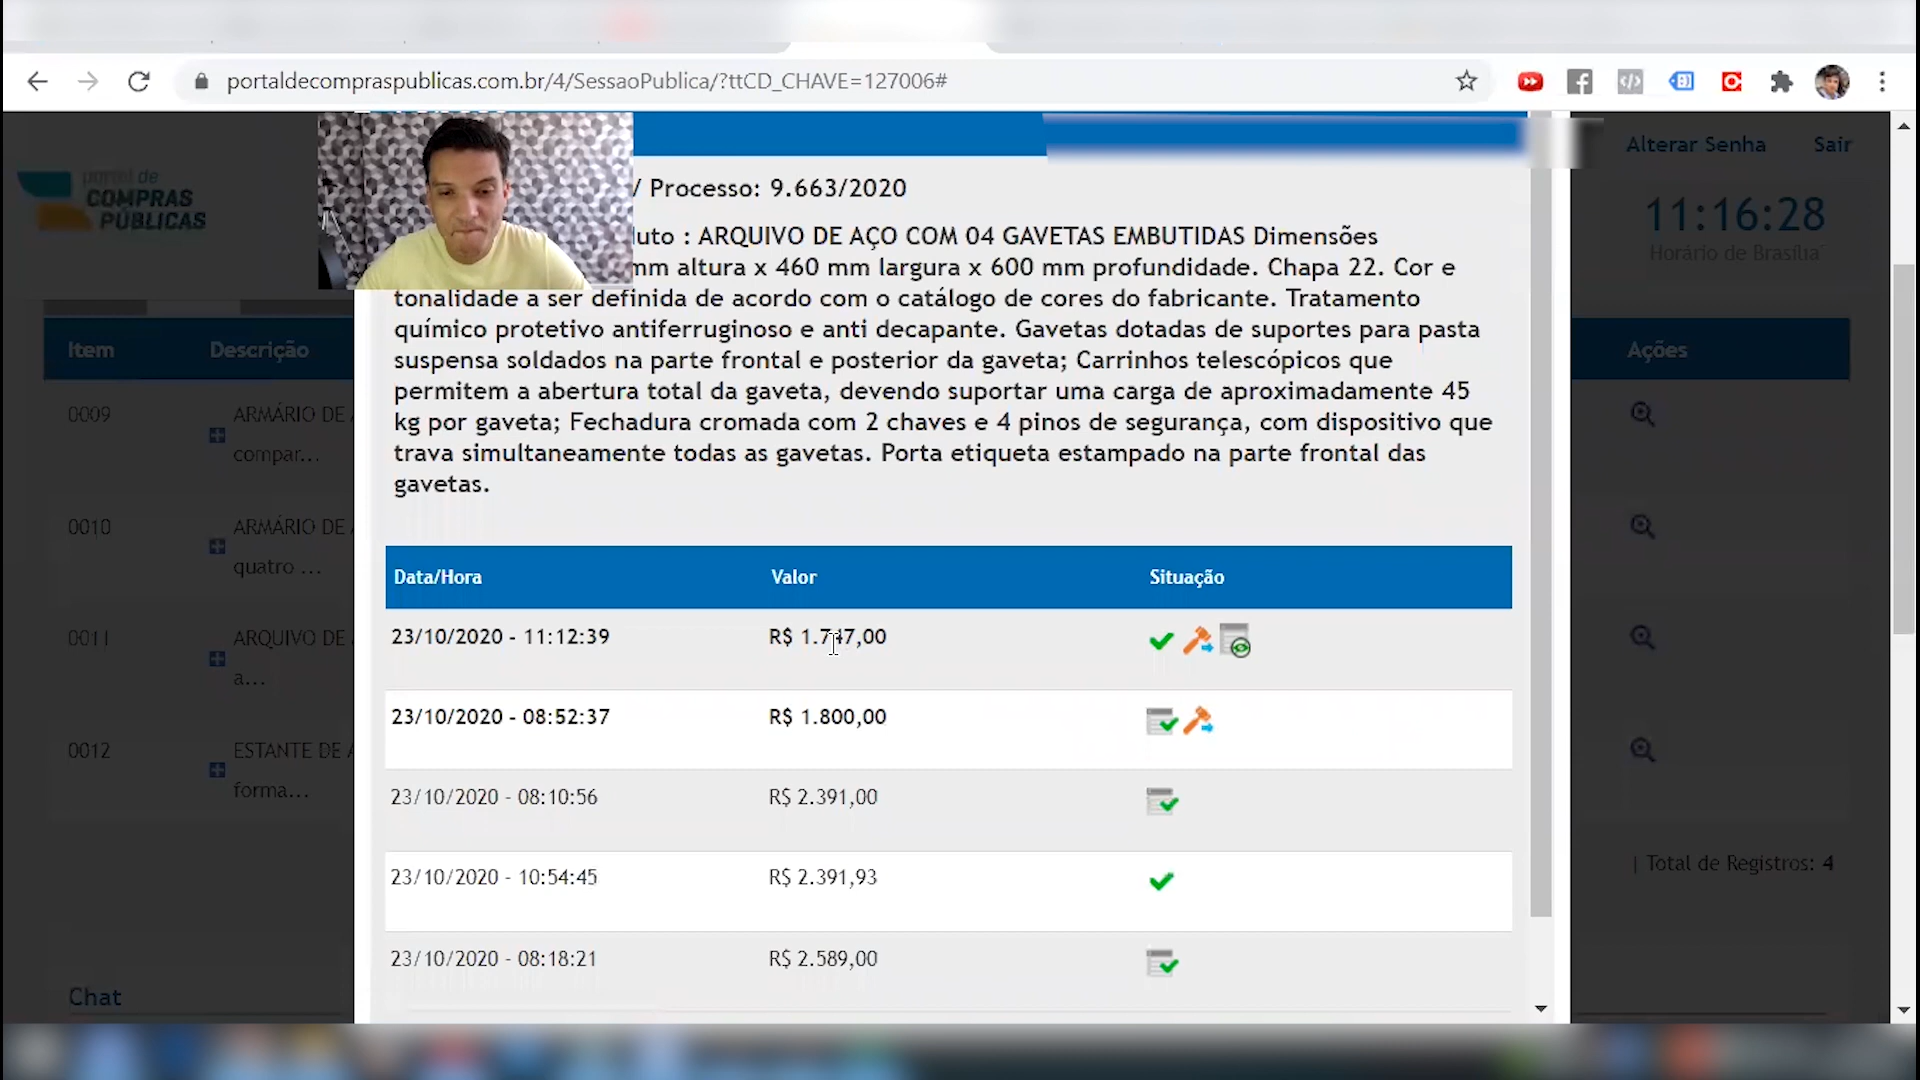 portaldecompraspublicas.com.br/4/SessaoPublica/?ttCD_CHAVE=127006#
Alterar Senha Sair
portal de
COMPRAS
PÚBLICAS
11:16:28
Horário de Brasília
/ Processo: 9.663/2020
luto : ARQUIVO DE AÇO COM 04 GAVETAS EMBUTIDAS Dimensões
mm altura x 460 mm largura x 600 mm profundidade. Chapa 22. Cor e
tonalidade a ser definida de acordo com o catálogo de cores do fabricante. Tratamento
químico protetivo antiferruginoso e anti decapante. Gavetas dotadas de suportes para pasta
suspensa soldados na parte frontal e posterior da gaveta; Carrinhos telescópicos que
permitem a abertura total da gaveta, devendo suportar uma carga de aproximadamente 45
kg por gaveta; Fechadura cromada com 2 chaves e 4 pinos de segurança, com dispositivo que
trava simultaneamente todas as gavetas. Porta etiqueta estampado na parte frontal das
gavetas.
Item Descrição Ações
0009 ARMÁRIO DE A
compar...
0010 ARMÁRIO DE A
quatro ...
0011 ARQUIVO DE
a...
0012 ESTANTE DE A
forma...
Data/Hora Valor Situação
23/10/2020 - 11:12:39
23/10/2020 - 08:52:37 R$ 1.800,00
23/10/2020 - 08:10:56 R$ 2.391,00
23/10/2020 - 10:54:45 R$ 2.391,93
23/10/2020 - 08:18:21 R$ 2.589,00
| Total de Registros: 4
Chat